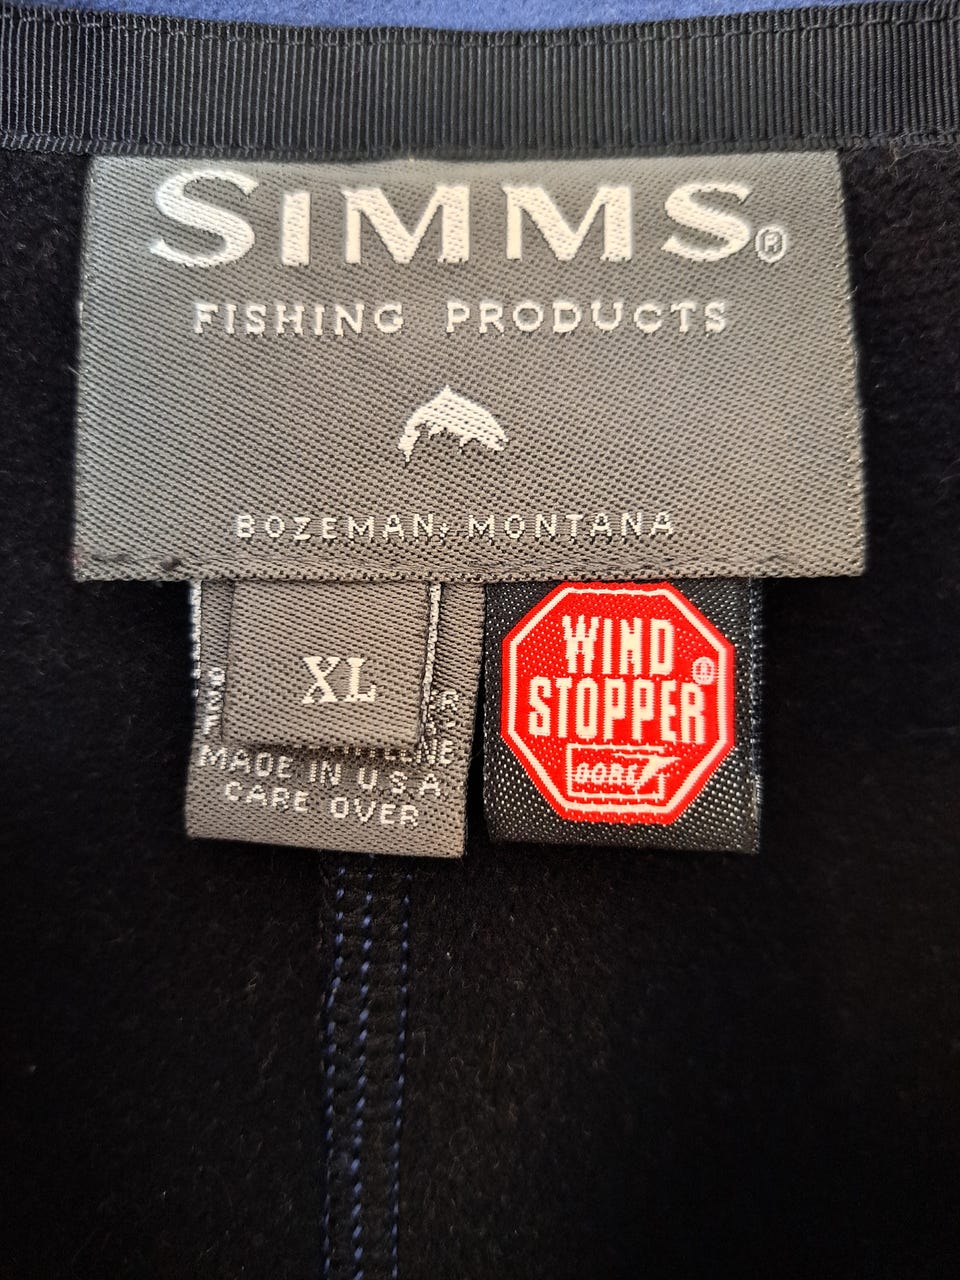 SIMMS®
FISHING PRODUCTS
BOZEMAN, MONTANA
XL
MADE IN U.S.A.
CARE OVER
WIND
STOPPER®
GORE